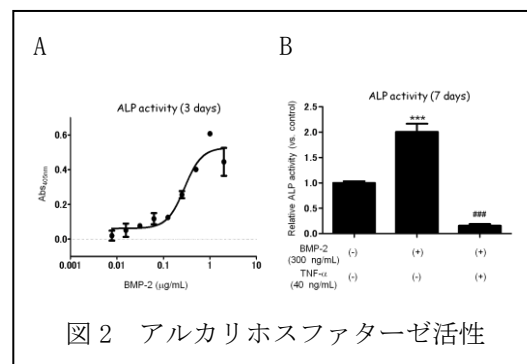 A
ALP activity (3 days)
0.6
0.4
0.2
0.0
Abs405nm
0.001 0.01 0.1 1 10
BMP-2 (μg/mL)
B
ALP activity (7 days)
2.5
2.0
1.5
1.0
0.5
0.0
Relative ALP activity
(vs. control)
***
###
BMP-2 (-) (+) (+)
(300 ng/mL)
TNF-α (-) (-) (+)
(40 ng/mL)
図2 アルカリホスファターゼ活性